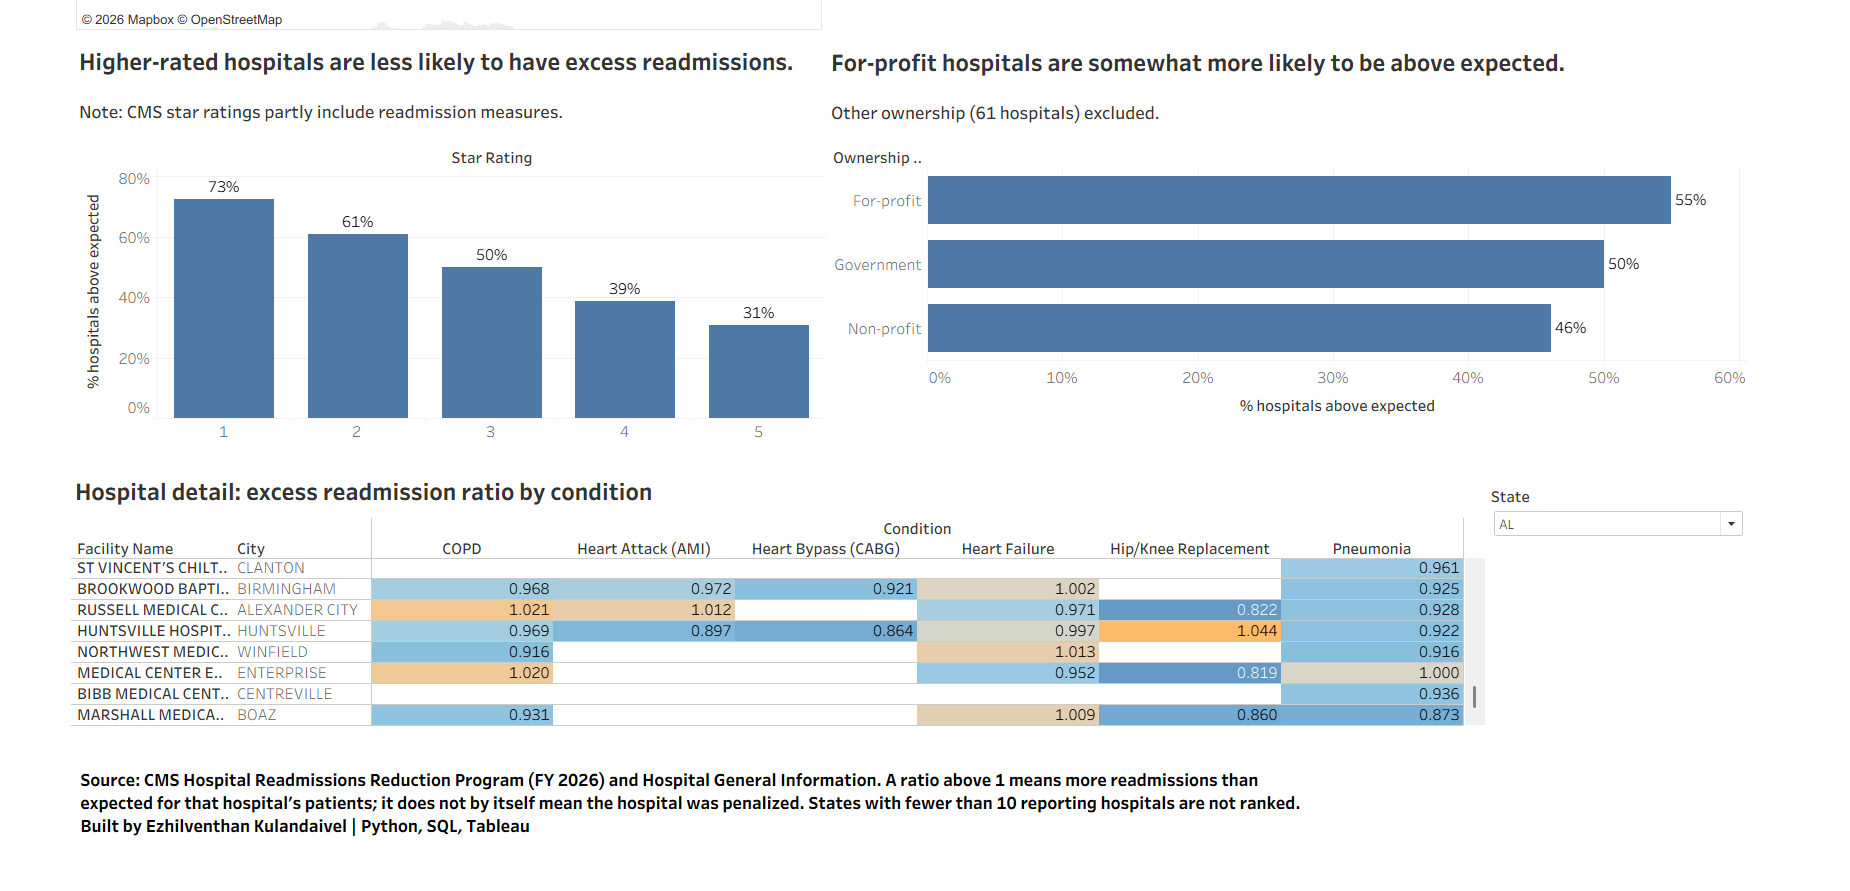 © 2026 Mapbox © OpenStreetMap
Higher-rated hospitals are less likely to have excess readmissions.
Note: CMS star ratings partly include readmission measures.
Star Rating
% hospitals above expected
80%
60%
40%
20%
0%
73%
61%
50%
39%
31%
1 2 3 4 5
For-profit hospitals are somewhat more likely to be above expected.
Other ownership (61 hospitals) excluded.
Ownership ..
For-profit 55%
Government 50%
Non-profit 46%
0% 10% 20% 30% 40% 50% 60%
% hospitals above expected
Hospital detail: excess readmission ratio by condition
State
AL
Condition
Facility Name City COPD Heart Attack (AMI) Heart Bypass (CABG) Heart Failure Hip/Knee Replacement Pneumonia
ST VINCENT'S CHILT.. CLANTON 0.961
BROOKWOOD BAPTI.. BIRMINGHAM 0.968 0.972 0.921 1.002 0.925
RUSSELL MEDICAL C.. ALEXANDER CITY 1.021 1.012 0.971 0.822 0.928
HUNTSVILLE HOSPIT.. HUNTSVILLE 0.969 0.897 0.864 0.997 1.044 0.922
NORTHWEST MEDIC.. WINFIELD 0.916 1.013 0.916
MEDICAL CENTER E.. ENTERPRISE 1.020 0.952 0.819 1.000
BIBB MEDICAL CENT.. CENTREVILLE 0.936
MARSHALL MEDICA.. BOAZ 0.931 1.009 0.860 0.873
Source: CMS Hospital Readmissions Reduction Program (FY 2026) and Hospital General Information. A ratio above 1 means more readmissions than
expected for that hospital's patients; it does not by itself mean the hospital was penalized. States with fewer than 10 reporting hospitals are not ranked.
Built by Ezhilventhan Kulandaivel | Python, SQL, Tableau